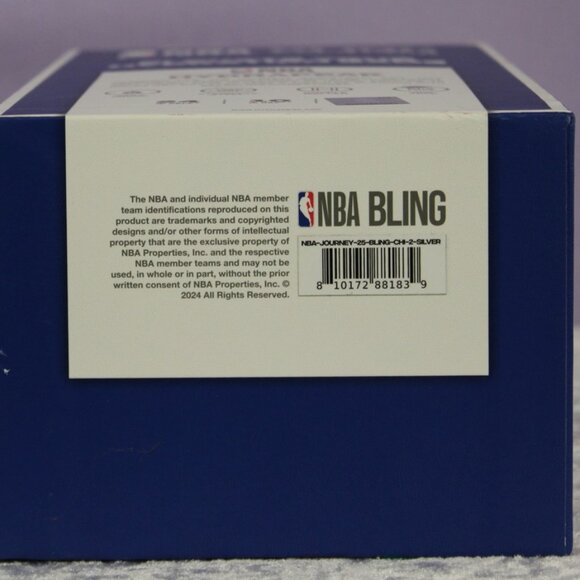 The NBA and individual NBA member
team identifications reproduced on this
product are trademarks and copyrighted
designs and/or other forms of intellectual
property that are the exclusive property of
NBA Properties, Inc. and the respective
NBA member teams and may not be
used, in whole or in part, without the prior
written consent of NBA Properties, Inc. ©
2024 All Rights Reserved.
NBA BLING
NBA-JOURNEY-25-BLING-CHI-2-SILVER
8 10172 88183 9